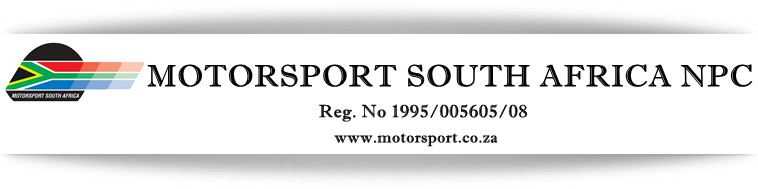 MOTORSPORT SOUTH AFRICA
MOTORSPORT SOUTH AFRICA NPC
Reg. No 1995/005605/08
www.motorsport.co.za